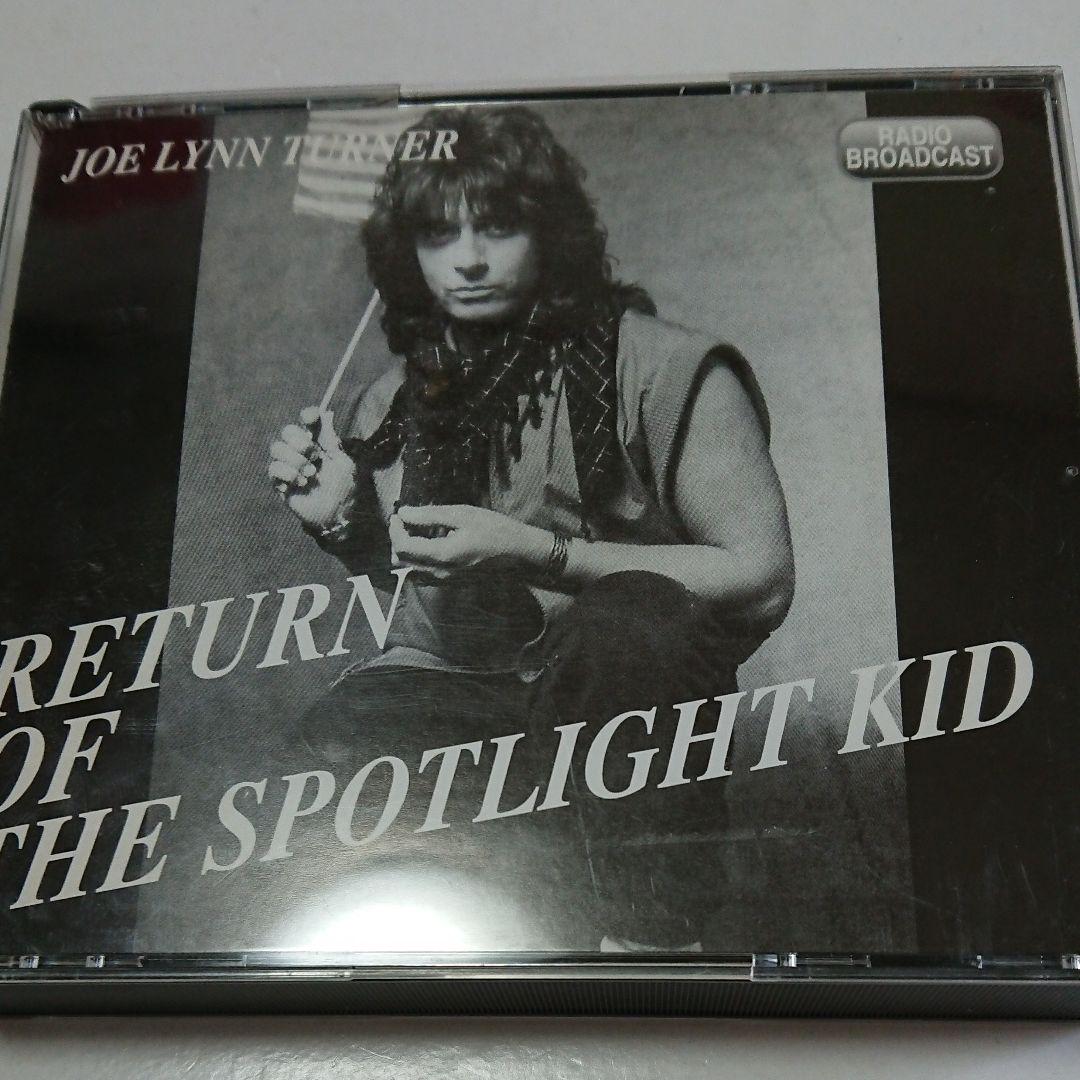 JOE LYNN TURNER
RADIO
BROADCAST
RETURN
OF
THE SPOTLIGHT KID